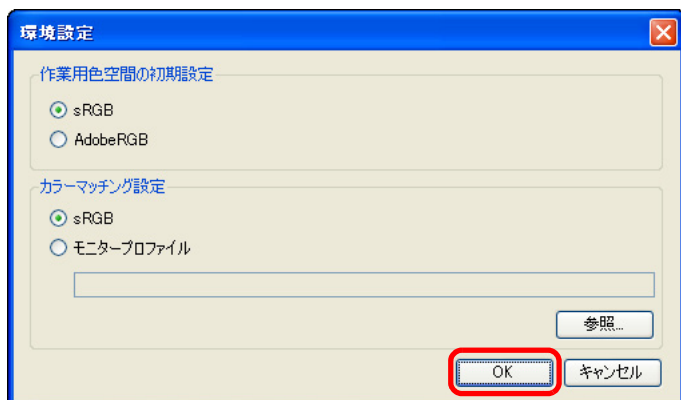 環境設定
作業用色空間の初期設定
sRGB
AdobeRGB
カラーマッチング設定
sRGB
モニタープロファイル
参照...
OK キャンセル